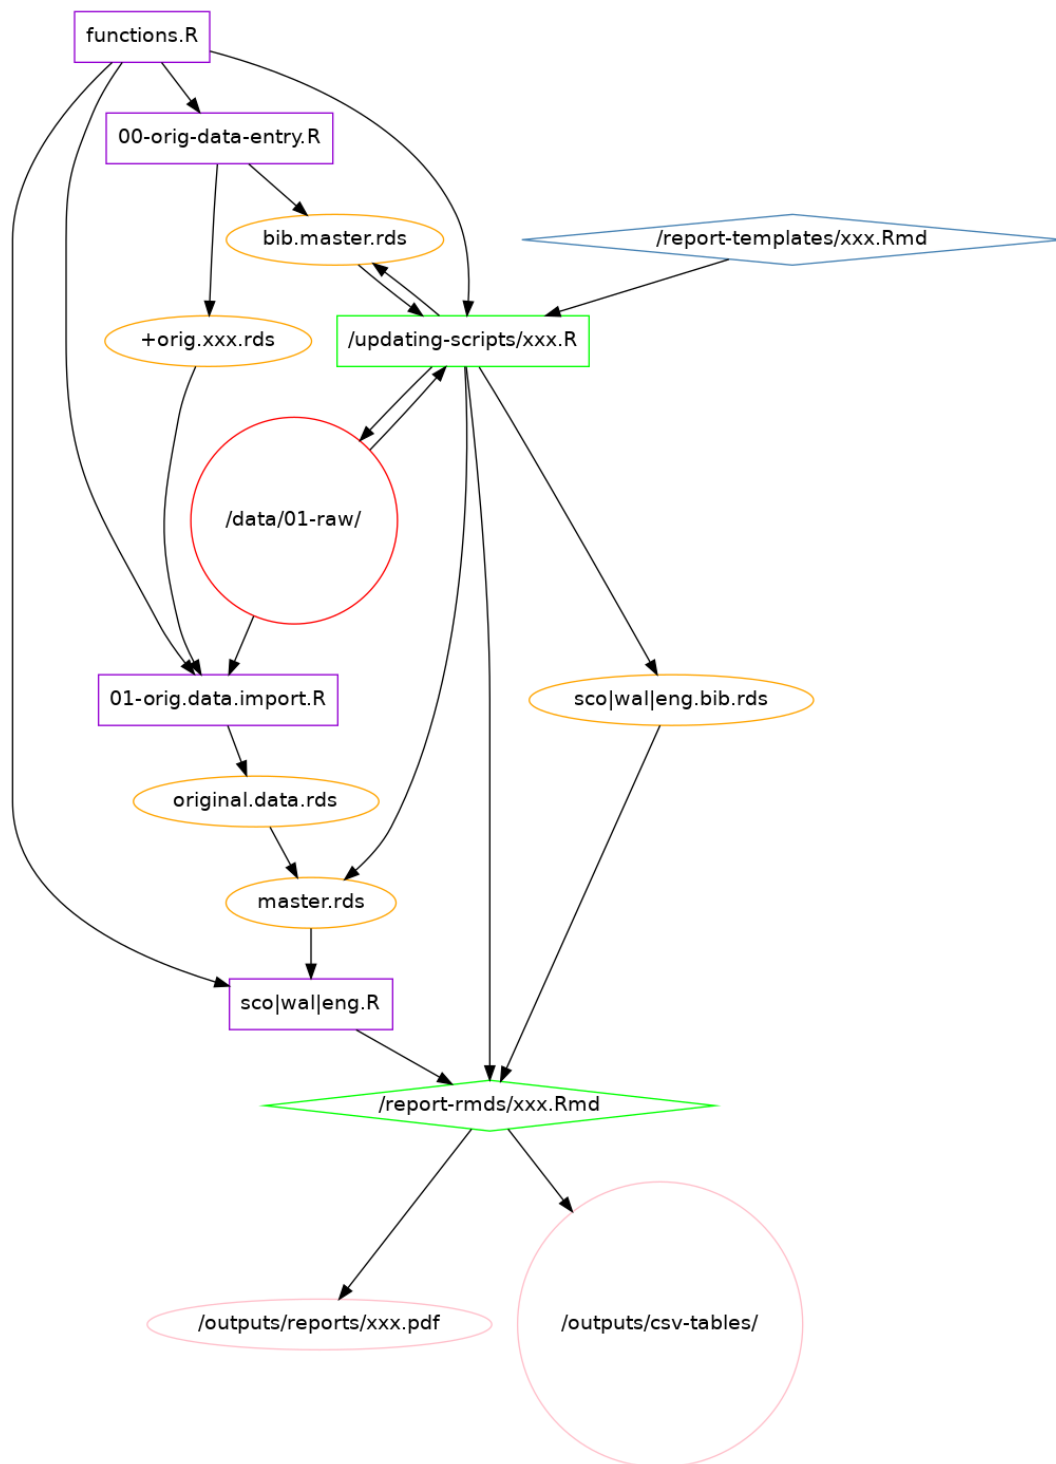 functions.R
00-orig-data-entry.R
bib.master.rds
/report-templates/xxx.Rmd
+orig.xxx.rds
/updating-scripts/xxx.R
/data/01-raw/
01-orig.data.import.R
sco|wal|eng.bib.rds
original.data.rds
master.rds
sco|wal|eng.R
/report-rmds/xxx.Rmd
/outputs/reports/xxx.pdf
/outputs/csv-tables/